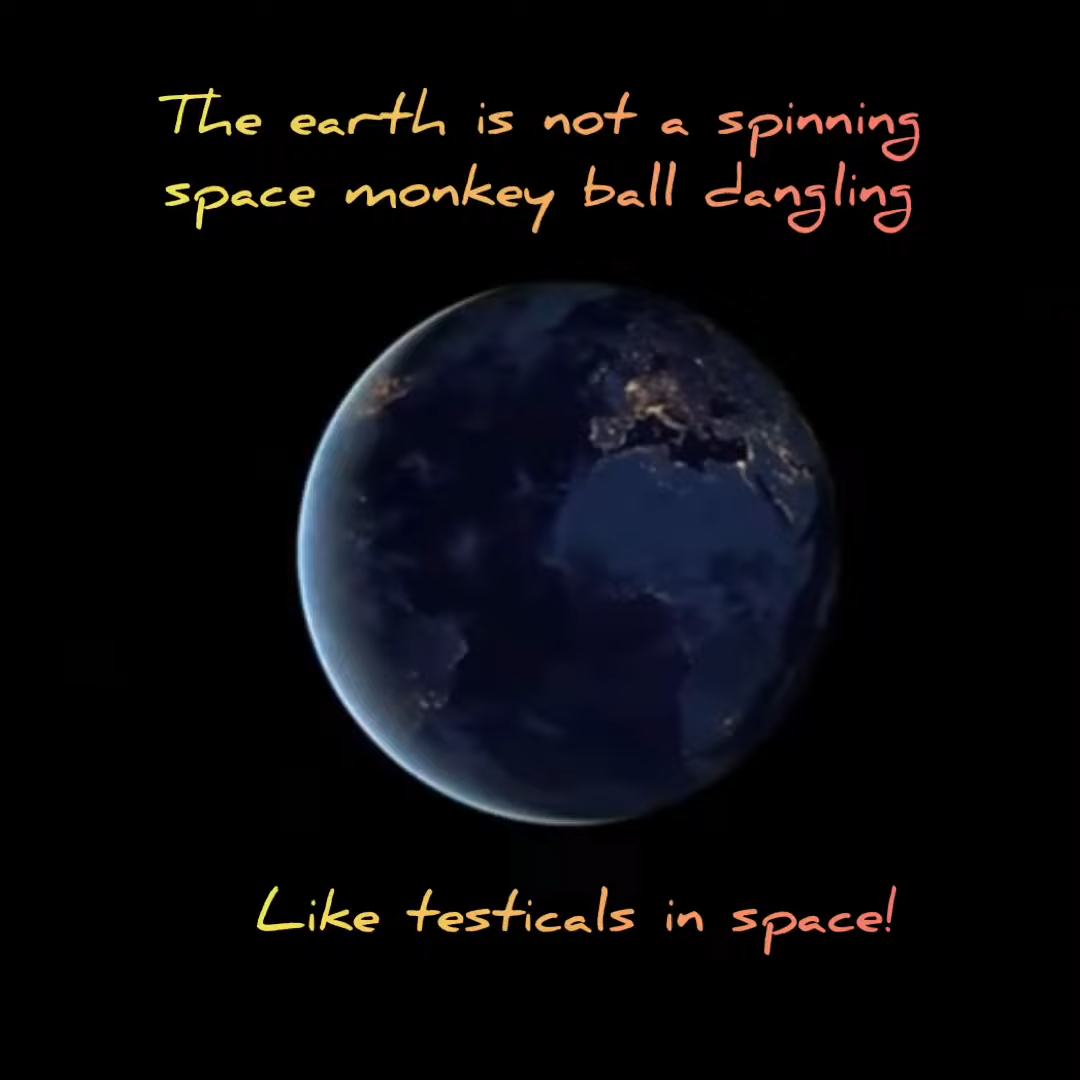 The earth is not a spinning
space monkey ball dangling
Like testicals in space!